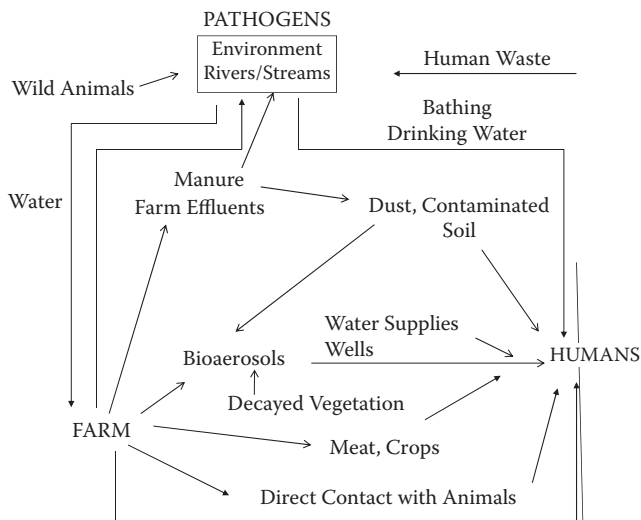 PATHOGENS
Environment
Rivers/Streams
Human Waste
Wild Animals
Bathing
Drinking Water
Manure
Farm Effluents
Water
Dust, Contaminated
Soil
Water Supplies
Wells
Bioaerosols
HUMANS
Decayed Vegetation
FARM
Meat, Crops
Direct Contact with Animals